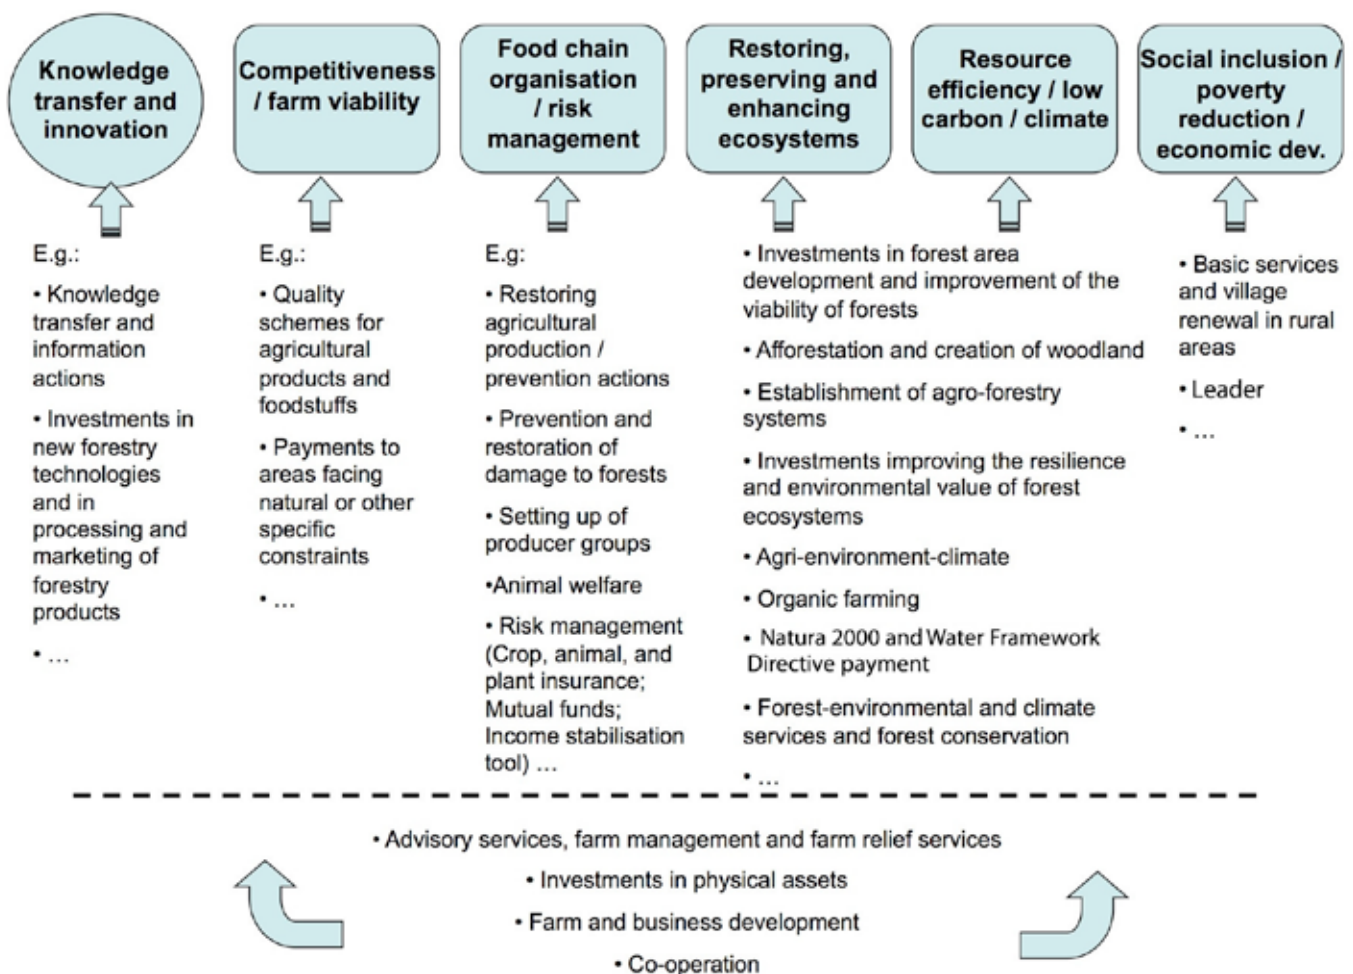 Knowledge
transfer and
innovation
Competitiveness
/ farm viability
Food chain
organisation
/ risk
management
Restoring,
preserving and
enhancing
ecosystems
Resource
efficiency / low
carbon / climate
Social inclusion /
poverty
reduction /
economic dev.
E.g.:
• Knowledge
transfer and
information
actions
• Investments in
new forestry
technologies
and in
processing and
marketing of
forestry
products
• ...
E.g.:
• Quality
schemes for
agricultural
products and
foodstuffs
• Payments to
areas facing
natural or other
specific
constraints
• ...
E.g:
• Restoring
agricultural
production /
prevention actions
• Prevention and
restoration of
damage to forests
• Setting up of
producer groups
•Animal welfare
• Risk management
(Crop, animal, and
plant insurance;
Mutual funds;
Income stabilisation
tool) ...
• Investments in forest area
development and improvement of the
viability of forests
• Afforestation and creation of woodland
• Establishment of agro-forestry
systems
• Investments improving the resilience
and environmental value of forest
ecosystems
• Agri-environment-climate
• Organic farming
• Natura 2000 and Water Framework
Directive payment
• Forest-environmental and climate
services and forest conservation
• ...
• Basic services
and village
renewal in rural
areas
• Leader
• ...
• Advisory services, farm management and farm relief services
• Investments in physical assets
• Farm and business development
• Co-operation